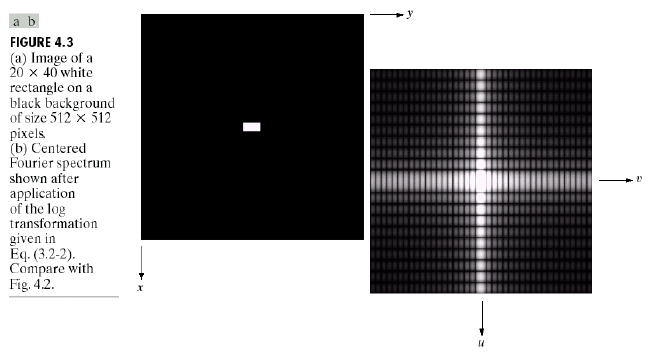 a b
FIGURE 4.3
(a) Image of a
20 × 40 white
rectangle on a
black background
of size 512 × 512
pixels.
(b) Centered
Fourier spectrum
shown after
application
of the log
transformation
given in
Eq. (3.2-2).
Compare with
Fig. 4.2.
y
x
v
u